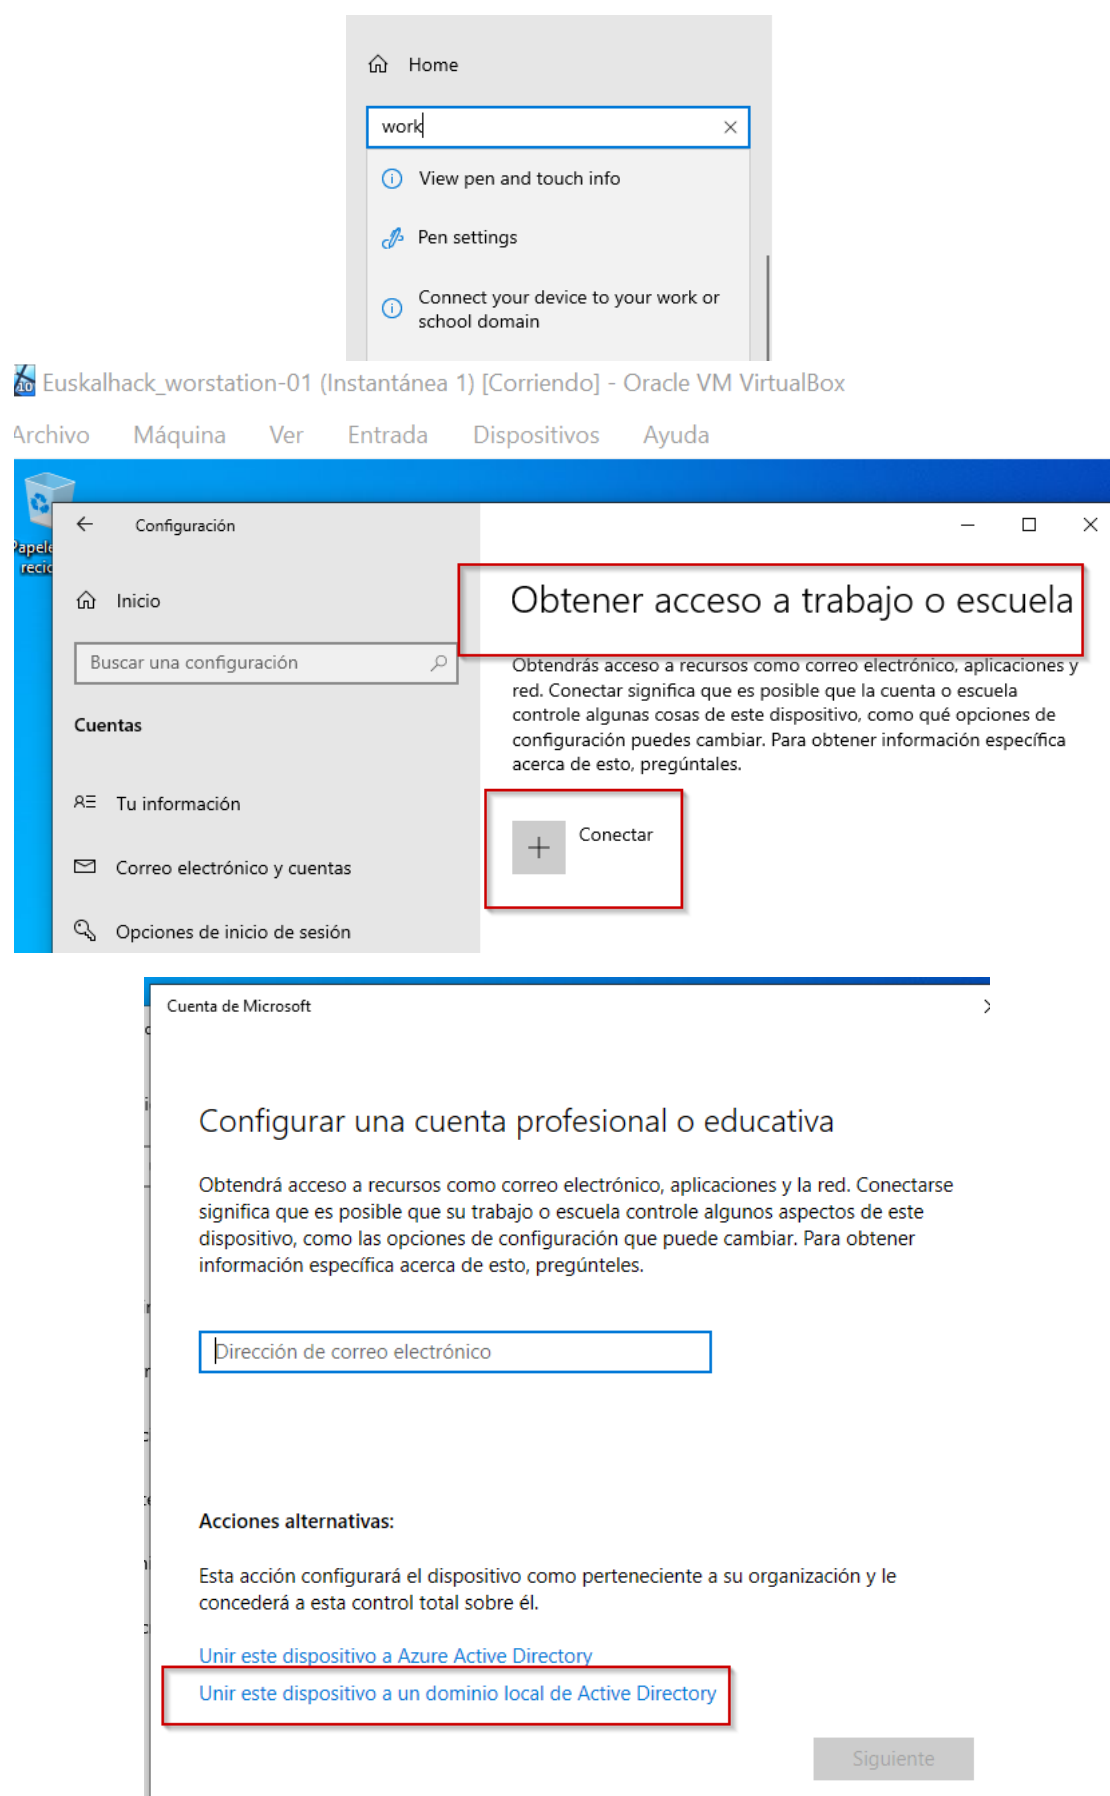 Home
work
View pen and touch info
Pen settings
Connect your device to your work or
school domain
10 Euskalhack_worstation-01 (Instantánea 1) [Corriendo] - Oracle VM VirtualBox
Archivo Máquina Ver Entrada Dispositivos Ayuda
Configuración
Inicio
Buscar una configuración
Cuentas
Tu información
Correo electrónico y cuentas
Opciones de inicio de sesión
Obtener acceso a trabajo o escuela
Obtendrás acceso a recursos como correo electrónico, aplicaciones y
red. Conectar significa que es posible que la cuenta o escuela
controle algunas cosas de este dispositivo, como qué opciones de
configuración puedes cambiar. Para obtener información específica
acerca de esto, pregúntales.
Conectar
Cuenta de Microsoft
Configurar una cuenta profesional o educativa
Obtendrá acceso a recursos como correo electrónico, aplicaciones y la red. Conectarse
significa que es posible que su trabajo o escuela controle algunos aspectos de este
dispositivo, como las opciones de configuración que puede cambiar. Para obtener
información específica acerca de esto, pregúnteles.
Dirección de correo electrónico
Acciones alternativas:
Esta acción configurará el dispositivo como perteneciente a su organización y le
concederá a esta control total sobre él.
Unir este dispositivo a Azure Active Directory
Unir este dispositivo a un dominio local de Active Directory
Siguiente